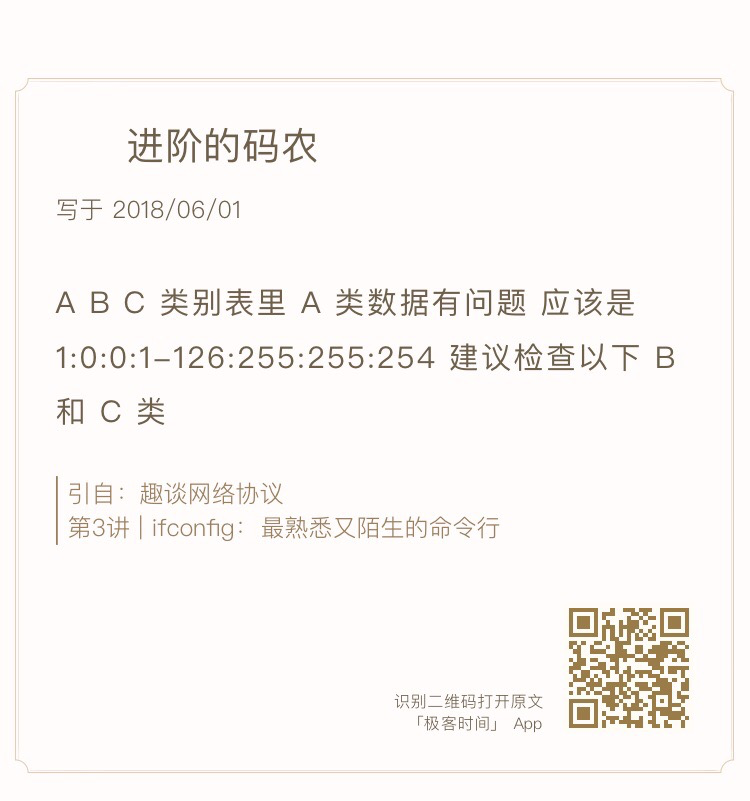 进阶的码农
写于 2018/06/01
A B C 类别表里 A 类数据有问题 应该是
1:0:0:1-126:255:255:254 建议检查以下 B
和 C 类
引自：趣谈网络协议
第3讲 | ifconfig：最熟悉又陌生的命令行
识别二维码打开原文
「极客时间」 App